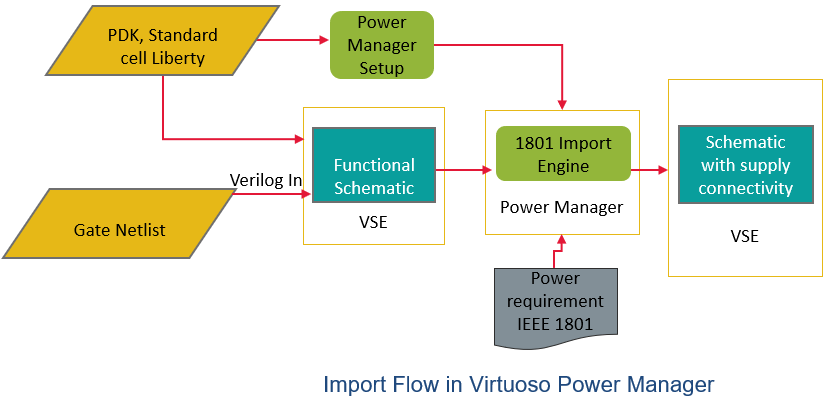 PDK, Standard
cell Liberty
Power
Manager
Setup
Functional
Schematic
VSE
Verilog In
Gate Netlist
1801 Import
Engine
Power Manager
Power
requirement
IEEE 1801
Schematic
with supply
connectivity
VSE
Import Flow in Virtuoso Power Manager